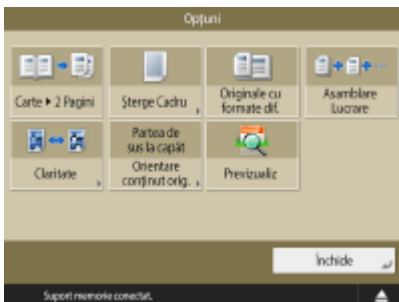 Opțuni
Carte ▸ 2 Pagini
Șterge Cadru
Originale cu
formate dif.
Asamblare
Lucrare
Claritate
Partea de
sus la capăt
Orientare
conținut orig.
Previzualiz
Închide
Suport memorie conectat.